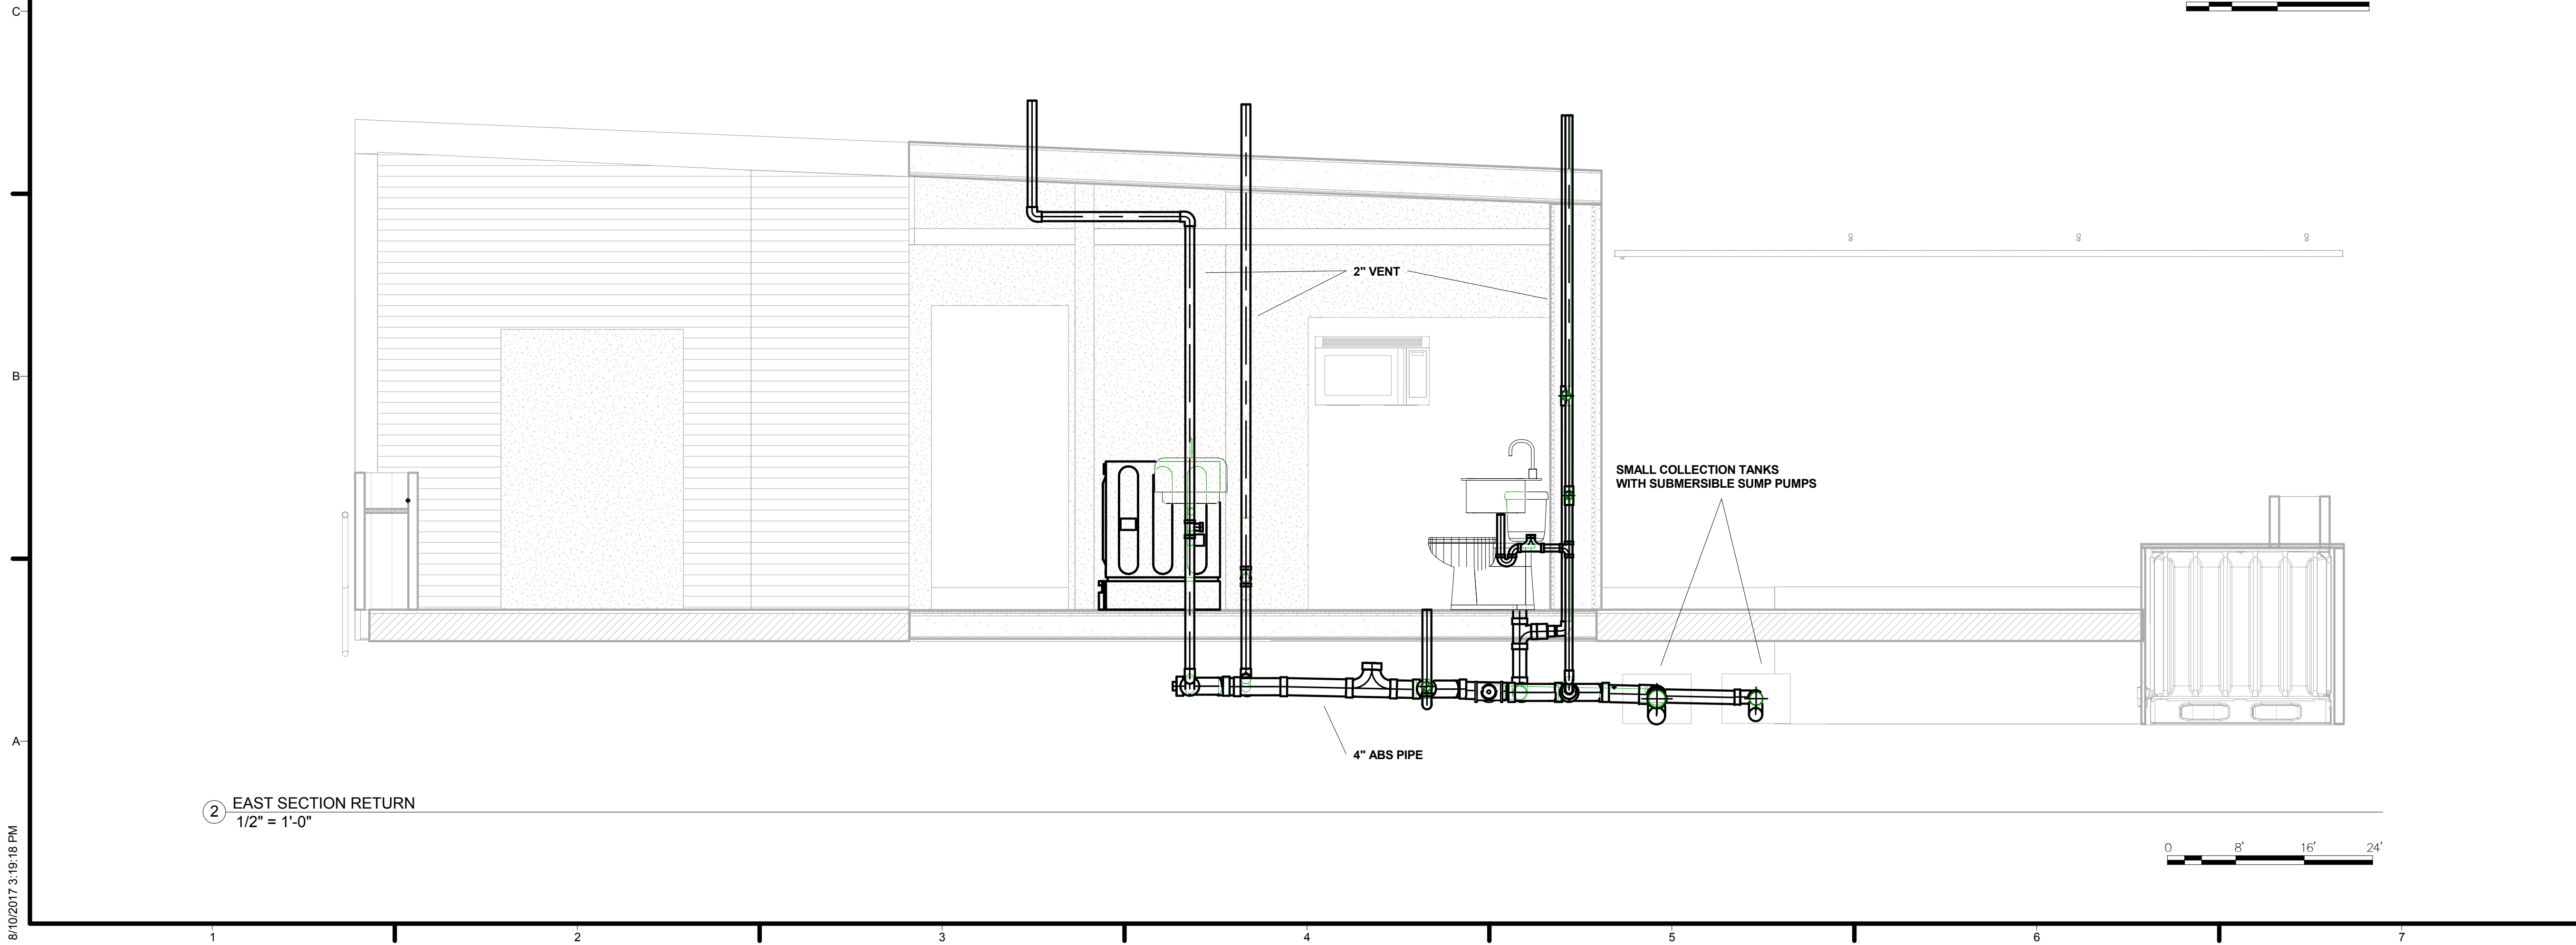 C
B
2" VENT
SMALL COLLECTION TANKS
WITH SUBMERSIBLE SUMP PUMPS
A
4" ABS PIPE
2 EAST SECTION RETURN
1/2" = 1'-0"
0 8' 16' 24'
8/10/2017 3:19:18 PM
1 2 3 4 5 6 7